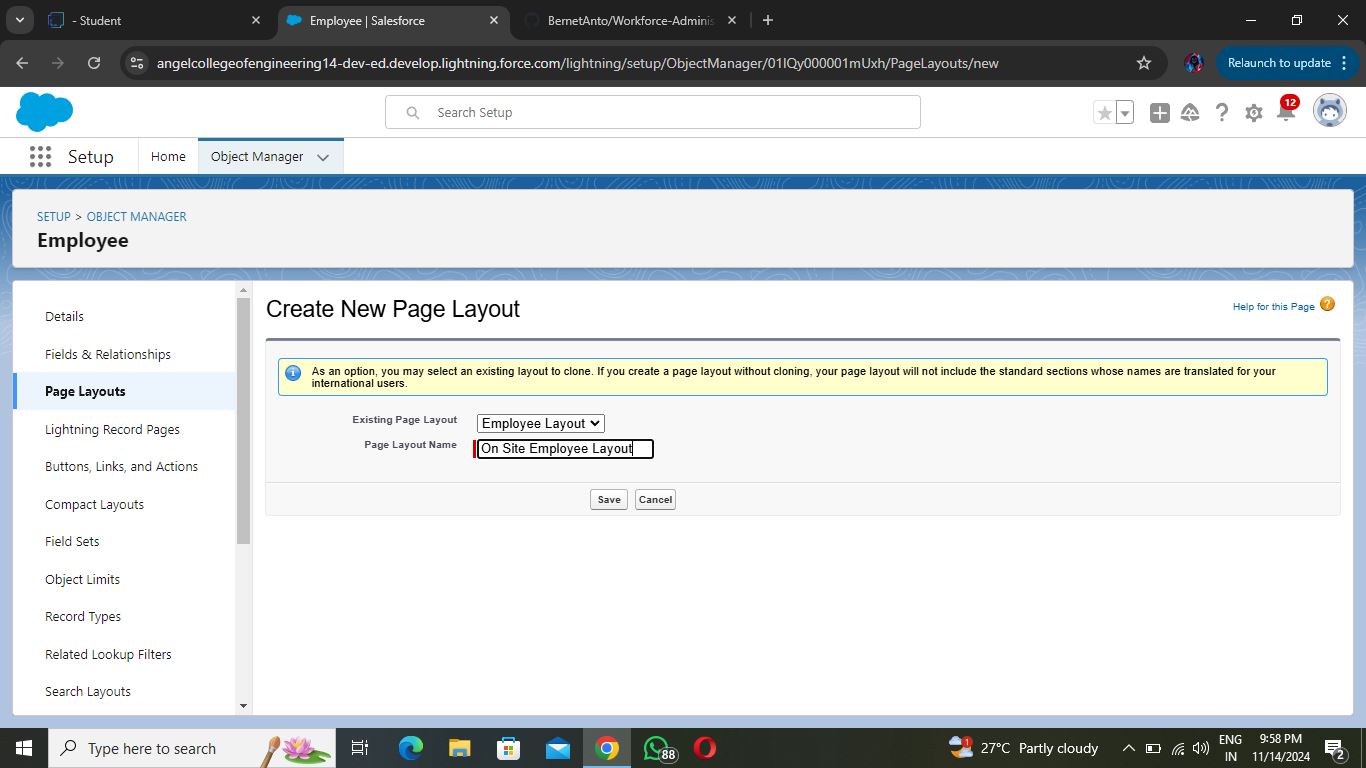 - Student
Employee | Salesforce
BernetAnto/Workforce-Adminis
angelcollegeofengineering14-dev-ed.develop.lightning.force.com/lightning/setup/ObjectManager/01IQy000001mUxh/PageLayouts/new
Relaunch to update
Search Setup
12
Setup
Home
Object Manager
SETUP > OBJECT MANAGER
Employee
Details
Fields & Relationships
Page Layouts
Lightning Record Pages
Buttons, Links, and Actions
Compact Layouts
Field Sets
Object Limits
Record Types
Related Lookup Filters
Search Layouts
Create New Page Layout
Help for this Page ?
As an option, you may select an existing layout to clone. If you create a page layout without cloning, your page layout will not include the standard sections whose names are translated for your
international users.
Existing Page Layout
Employee Layout
Page Layout Name
On Site Employee Layout
Save
Cancel
Type here to search
88
1
27°C Partly cloudy
ENG
IN
9:58 PM
11/14/2024
2